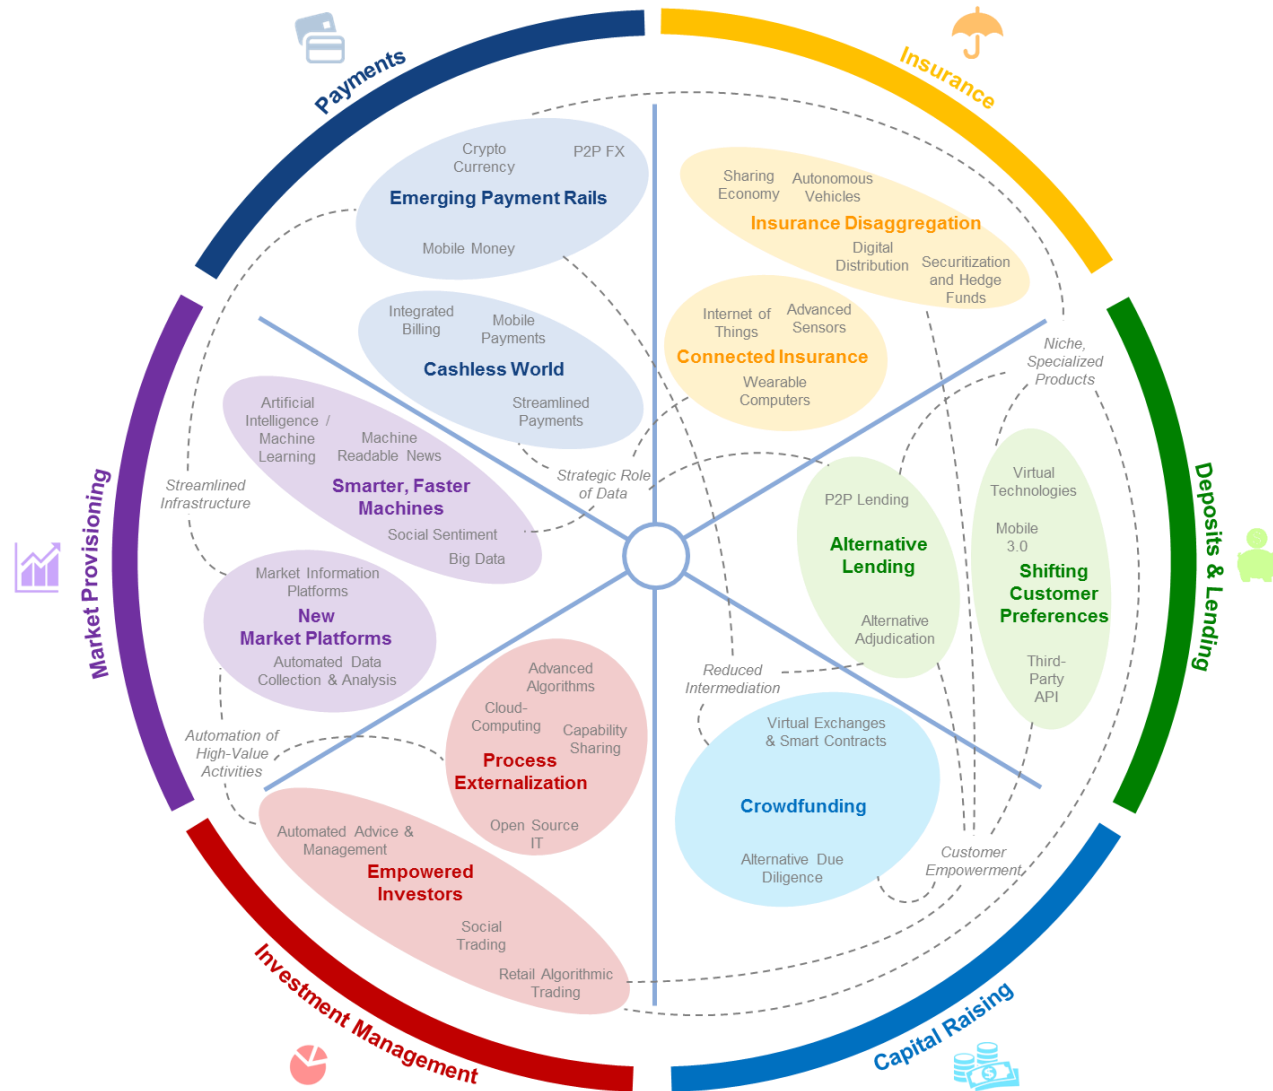 Payments
Insurance
Crypto
Currency
P2P FX
Emerging Payment Rails
Mobile Money
Integrated
Billing
Mobile
Payments
Cashless World
Streamlined
Payments
Sharing
Economy
Autonomous
Vehicles
Insurance Disaggregation
Digital
Distribution
Securitization
and Hedge
Funds
Internet of
Things
Advanced
Sensors
Connected Insurance
Wearable
Computers
Niche,
Specialized
Products
Artificial
Intelligence /
Machine
Learning
Machine
Readable News
Smarter, Faster
Machines
Social Sentiment
Big Data
Streamlined
Infrastructure
Strategic Role
of Data
Market Provisioning
Market Information
Platforms
New
Market Platforms
Automated Data
Collection & Analysis
P2P Lending
Alternative
Lending
Alternative
Adjudication
Virtual
Technologies
Mobile
3.0
Shifting
Customer
Preferences
Third-
Party
API
Deposits & Lending
Reduced
Intermediation
Automation of
High-Value
Activities
Advanced
Algorithms
Cloud-
Computing
Capability
Sharing
Process
Externalization
Open Source
IT
Automated Advice &
Management
Empowered
Investors
Social
Trading
Retail Algorithmic
Trading
Virtual Exchanges
& Smart Contracts
Crowdfunding
Alternative Due
Diligence
Customer
Empowerment
Investment Management
Capital Raising
$